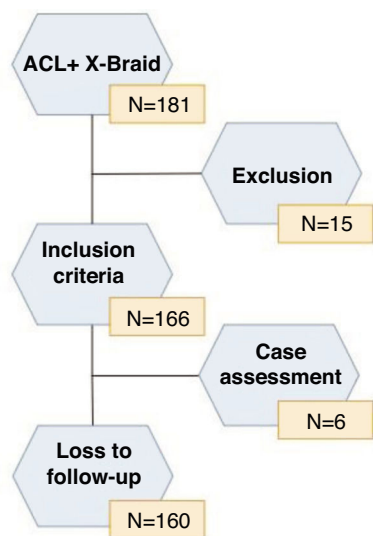 ACL+ X-Braid
N=181
Exclusion
N=15
Inclusion
criteria
N=166
Case
assessment
N=6
Loss to
follow-up
N=160